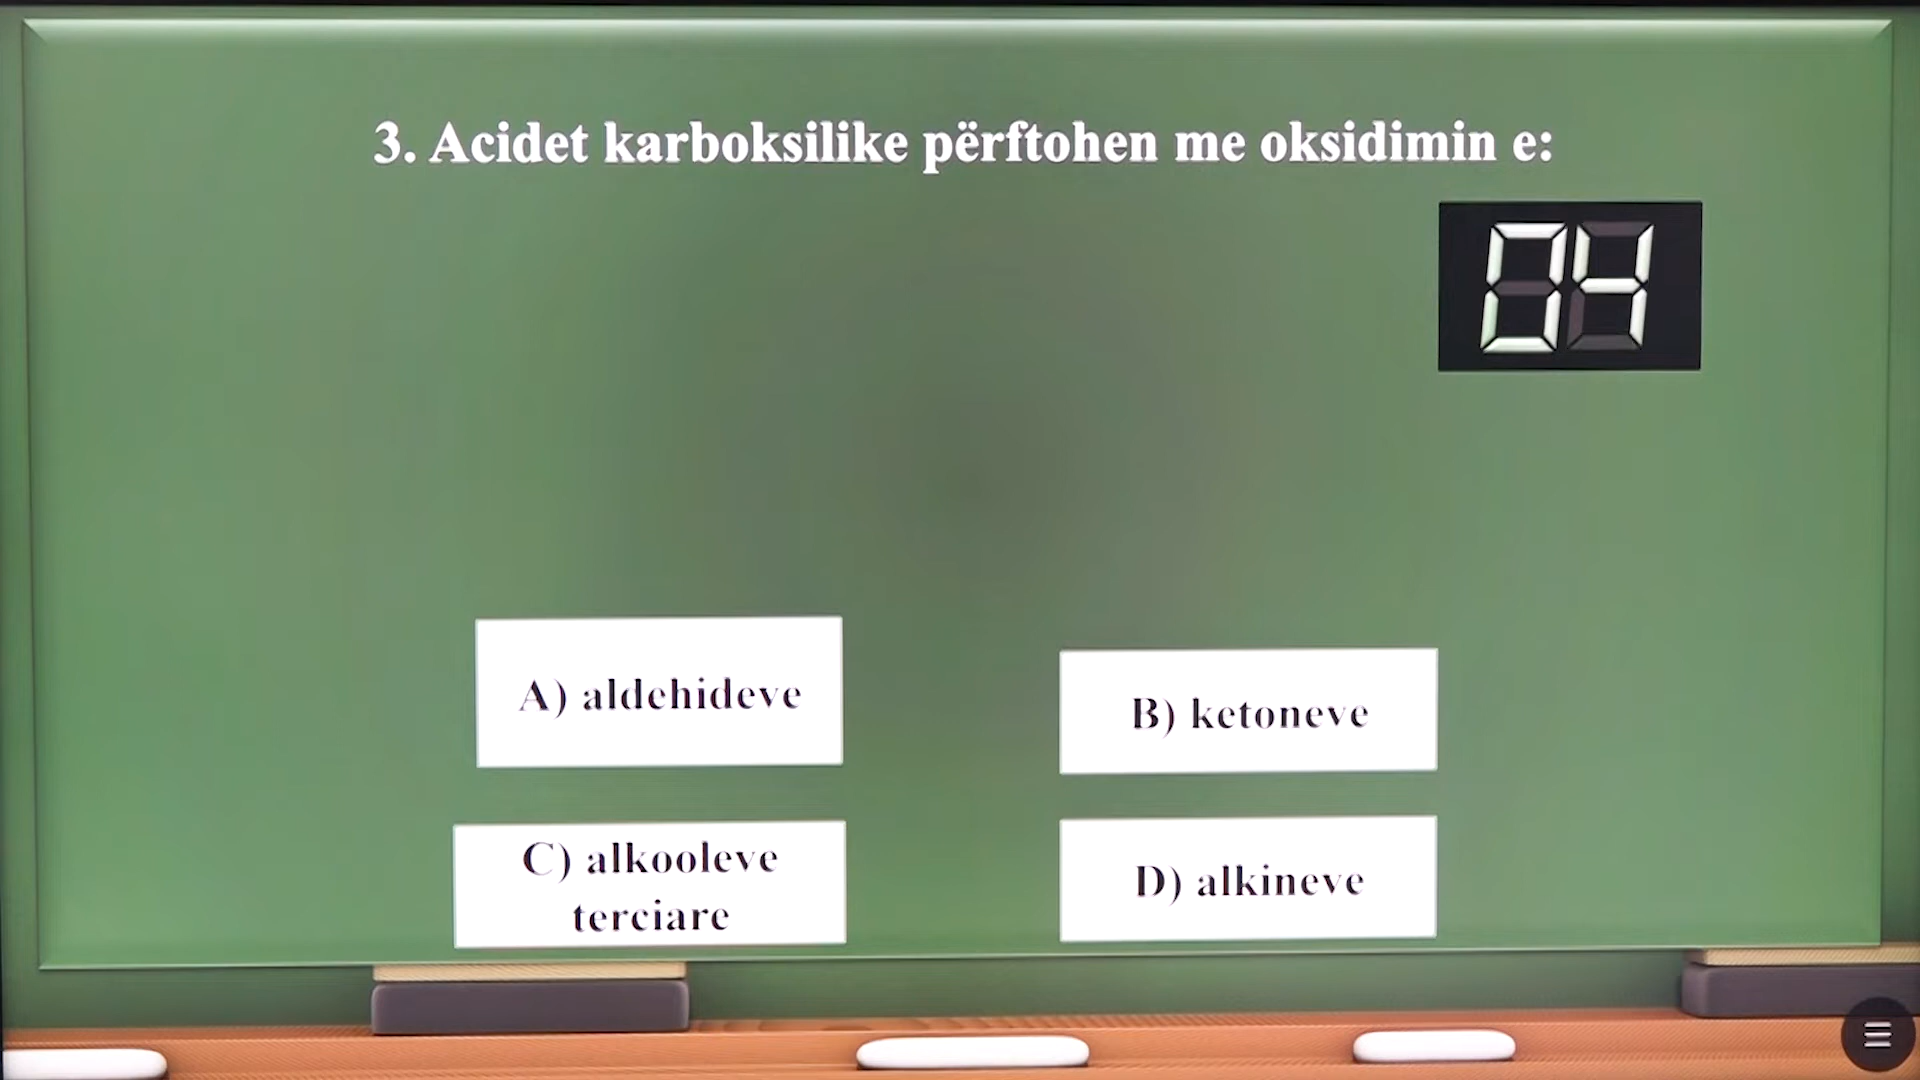 3. Acidet karboksilike përftohen me oksidimin e:
04
A) aldehideve
B) ketoneve
C) alkooleve
terciare
D) alkineve